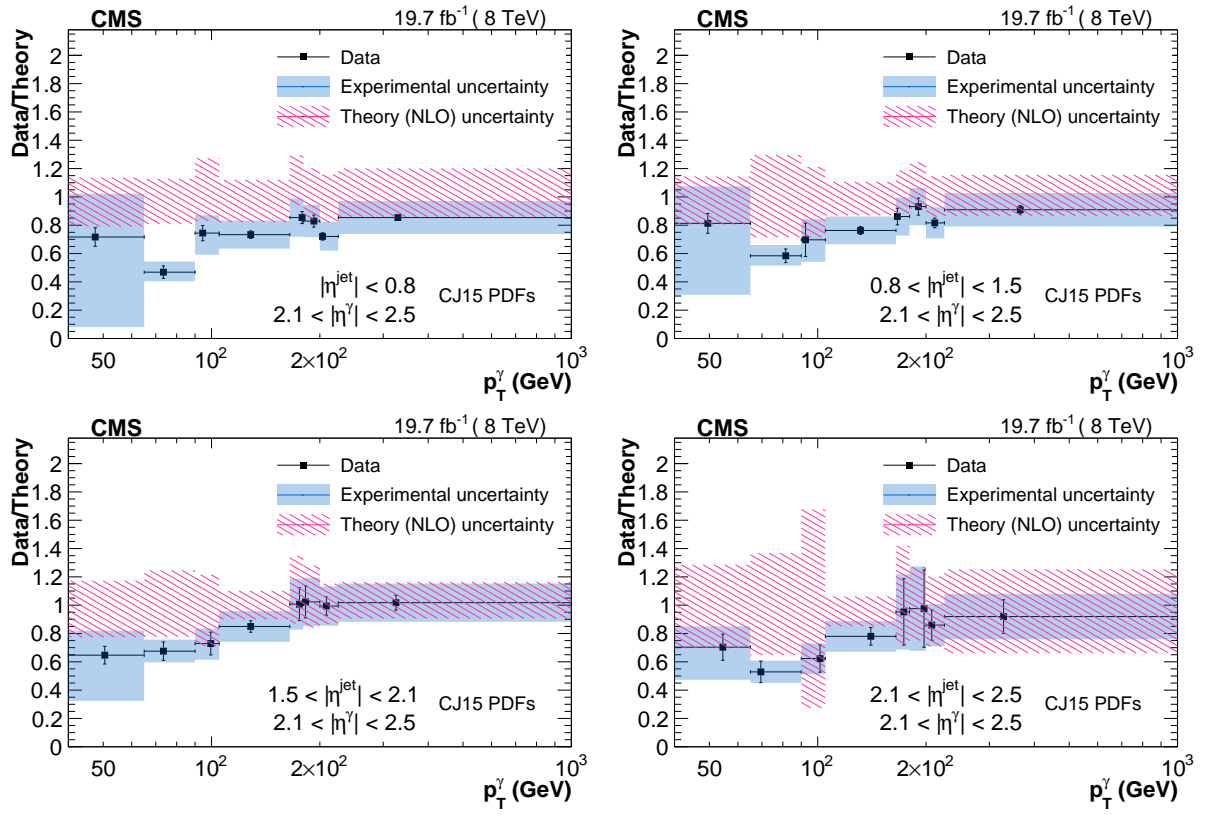 CMS 19.7 fb⁻¹ ( 8 TeV)
Data/Theory
2
1.8
1.6
1.4
1.2
1
0.8
0.6
0.4
0.2
0
Data
Experimental uncertainty
Theory (NLO) uncertainty
|η^jet| < 0.8
2.1 < |η^γ| < 2.5
CJ15 PDFs
50 10² 2×10² 10³
p_T^γ (GeV)
CMS 19.7 fb⁻¹ ( 8 TeV)
Data/Theory
2
1.8
1.6
1.4
1.2
1
0.8
0.6
0.4
0.2
0
Data
Experimental uncertainty
Theory (NLO) uncertainty
0.8 < |η^jet| < 1.5
2.1 < |η^γ| < 2.5
CJ15 PDFs
50 10² 2×10² 10³
p_T^γ (GeV)
CMS 19.7 fb⁻¹ ( 8 TeV)
Data/Theory
2
1.8
1.6
1.4
1.2
1
0.8
0.6
0.4
0.2
0
Data
Experimental uncertainty
Theory (NLO) uncertainty
1.5 < |η^jet| < 2.1
2.1 < |η^γ| < 2.5
CJ15 PDFs
50 10² 2×10² 10³
p_T^γ (GeV)
CMS 19.7 fb⁻¹ ( 8 TeV)
Data/Theory
2
1.8
1.6
1.4
1.2
1
0.8
0.6
0.4
0.2
0
Data
Experimental uncertainty
Theory (NLO) uncertainty
2.1 < |η^jet| < 2.5
2.1 < |η^γ| < 2.5
CJ15 PDFs
50 10² 2×10² 10³
p_T^γ (GeV)